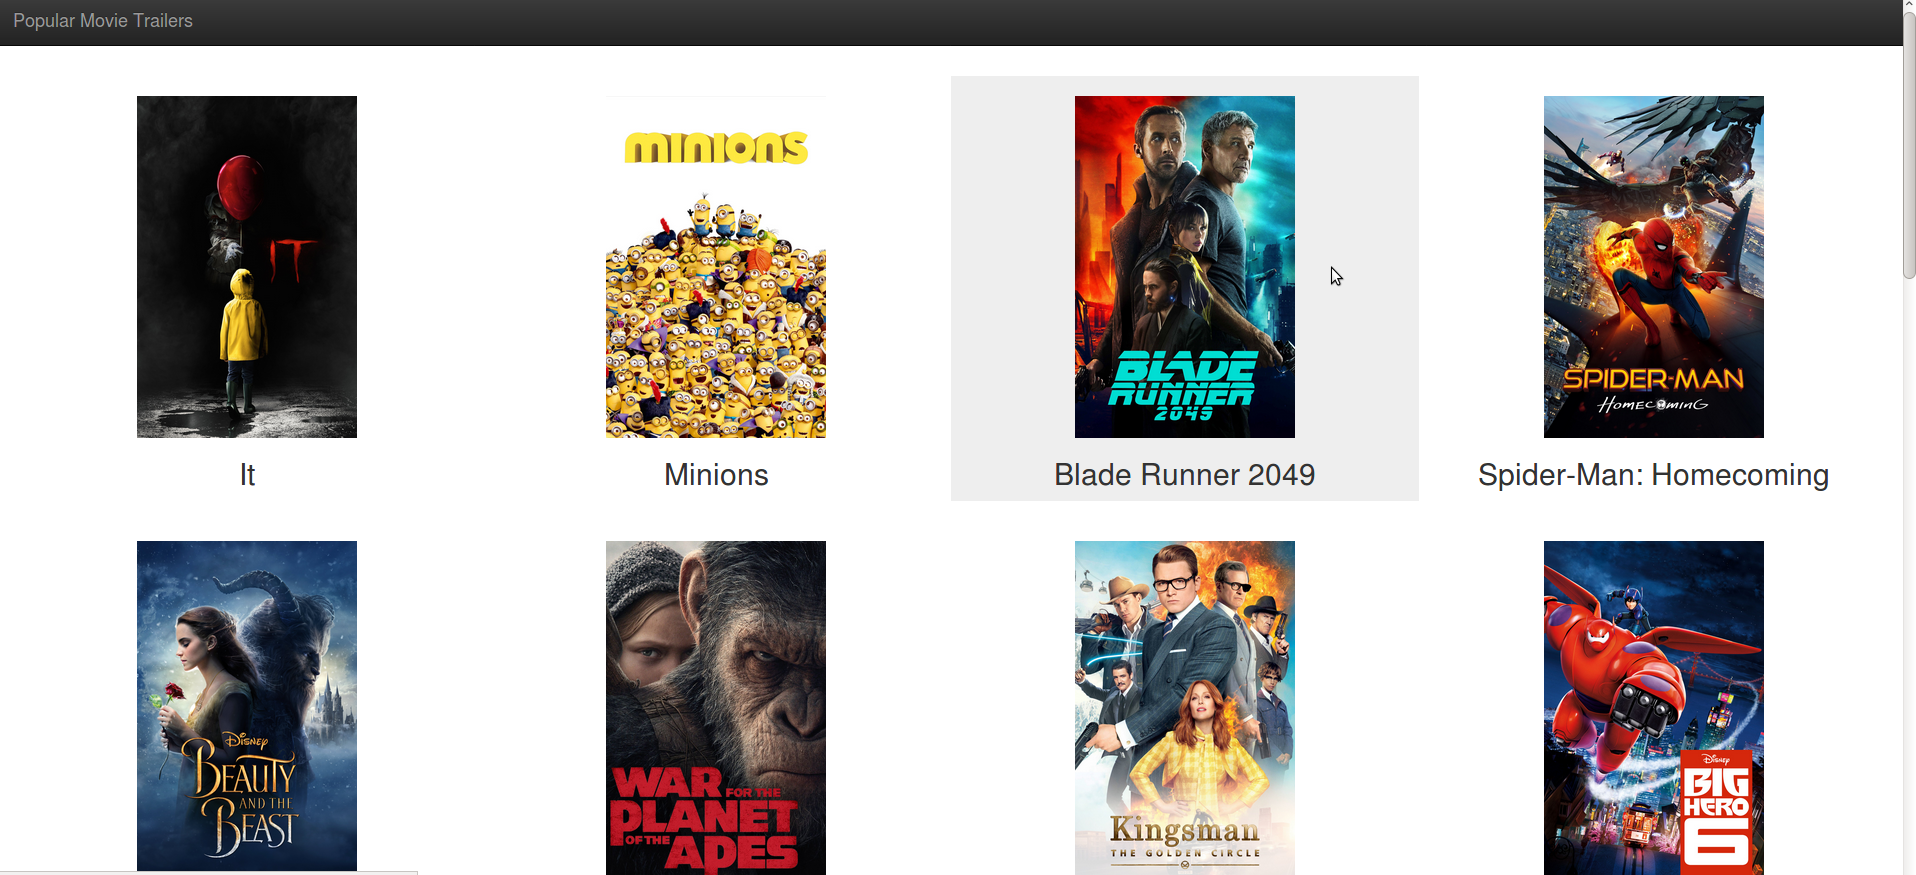 Popular Movie Trailers
IT
minions
BLADE
RUNNER
2049
SPIDER-MAN
HOMECOMING
It
Minions
Blade Runner 2049
Spider-Man: Homecoming
Disney
BEAUTY
AND THE
BEAST
WAR FOR THE
PLANET
OF THE APES
Kingsman
THE GOLDEN CIRCLE
Disney
BIG
HERO
6